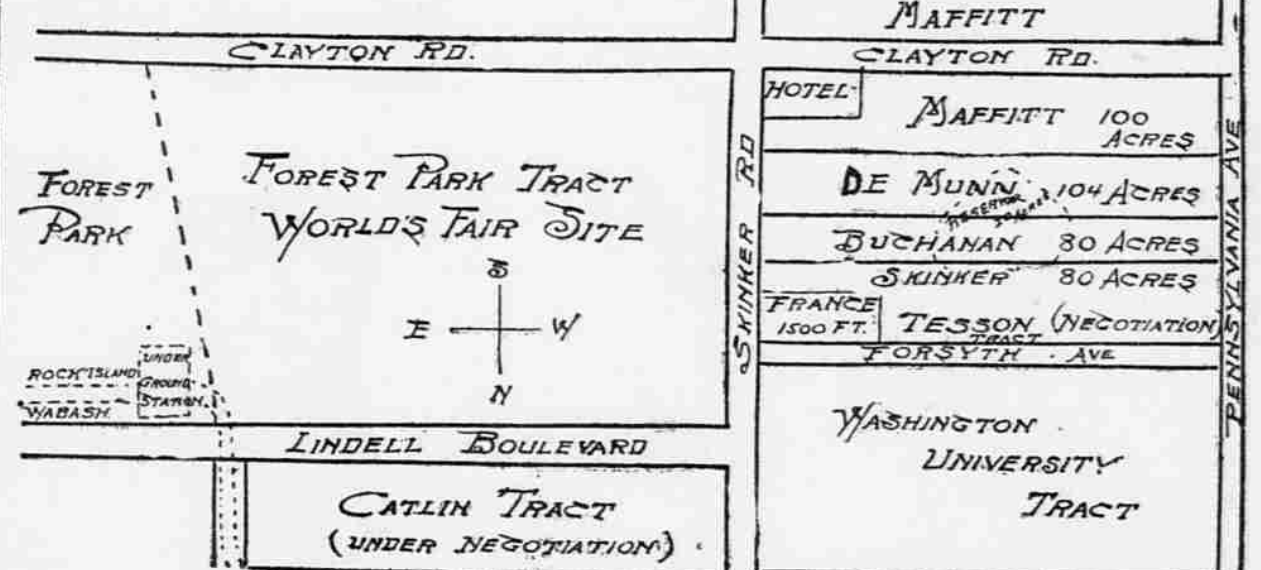 MAFFITT
CLAYTON RD.
CLAYTON RD.
HOTEL
MAFFITT 100
ACRES
FOREST
PARK
FOREST PARK TRACT
WORLD'S FAIR SITE
S
E W
N
SKINKER RD
DE MUNN 104 ACRES
RESERVOIR
BUCHANAN 80 ACRES
SKINKER 80 ACRES
FRANCE
1500 FT.
TESSON (NEGOTIATION)
TRACT
FORSYTH AVE
PENNSYLVANIA AVE
UNDER
GROUND
STATION
ROCK ISLAND
WABASH
LINDELL BOULEVARD
CATLIN TRACT
(UNDER NEGOTIATION)
WASHINGTON
UNIVERSITY
TRACT